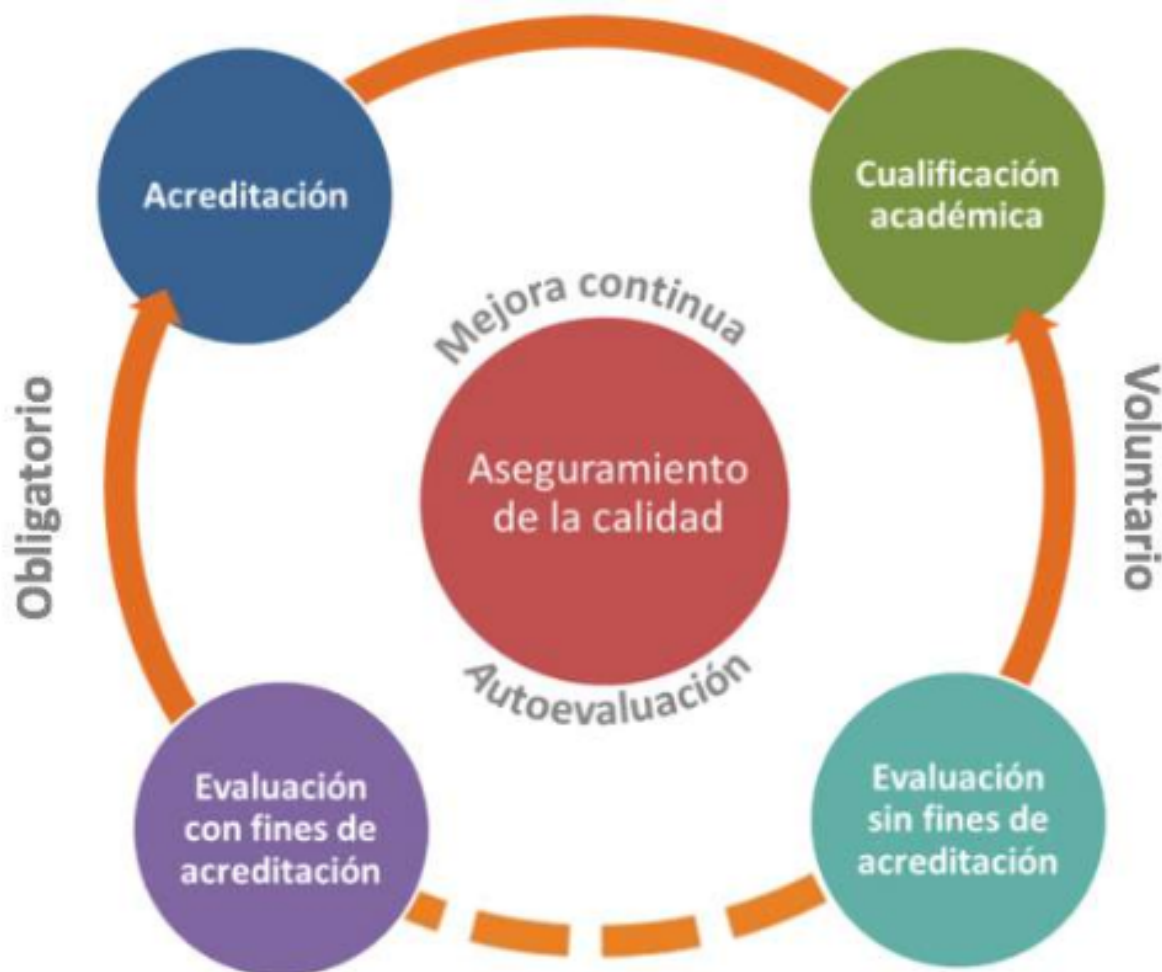 Acreditación
Cualificación
académica
Mejora continua
Obligatorio
Aseguramiento
de la calidad
Voluntario
Autoevaluación
Evaluación
con fines de
acreditación
Evaluación
sin fines de
acreditación